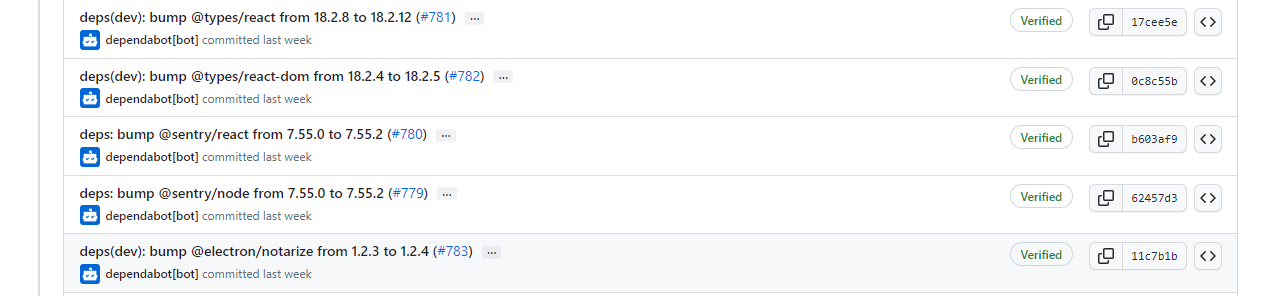 deps(dev): bump @types/react from 18.2.8 to 18.2.12 (#781) ... Verified 17cee5e
dependabot[bot] committed last week
deps(dev): bump @types/react-dom from 18.2.4 to 18.2.5 (#782) ... Verified 0c8c55b
dependabot[bot] committed last week
deps: bump @sentry/react from 7.55.0 to 7.55.2 (#780) ... Verified b603af9
dependabot[bot] committed last week
deps: bump @sentry/node from 7.55.0 to 7.55.2 (#779) ... Verified 62457d3
dependabot[bot] committed last week
deps(dev): bump @electron/notarize from 1.2.3 to 1.2.4 (#783) ... Verified 11c7b1b
dependabot[bot] committed last week